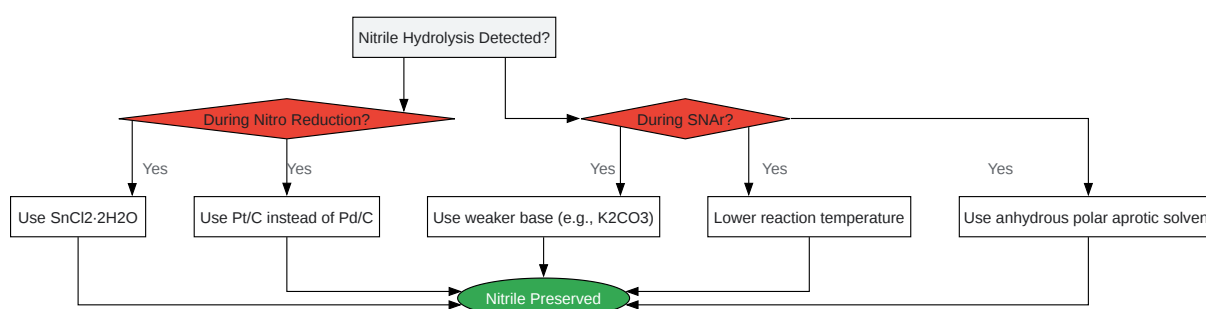 Nitrile Hydrolysis Detected?
During Nitro Reduction?
During SNAr?
Yes
Yes
Yes
Yes
Yes
Use SnCl2·2H2O
Use Pt/C instead of Pd/C
Use weaker base (e.g., K2CO3)
Lower reaction temperature
Use anhydrous polar aprotic solven
Nitrile Preserved